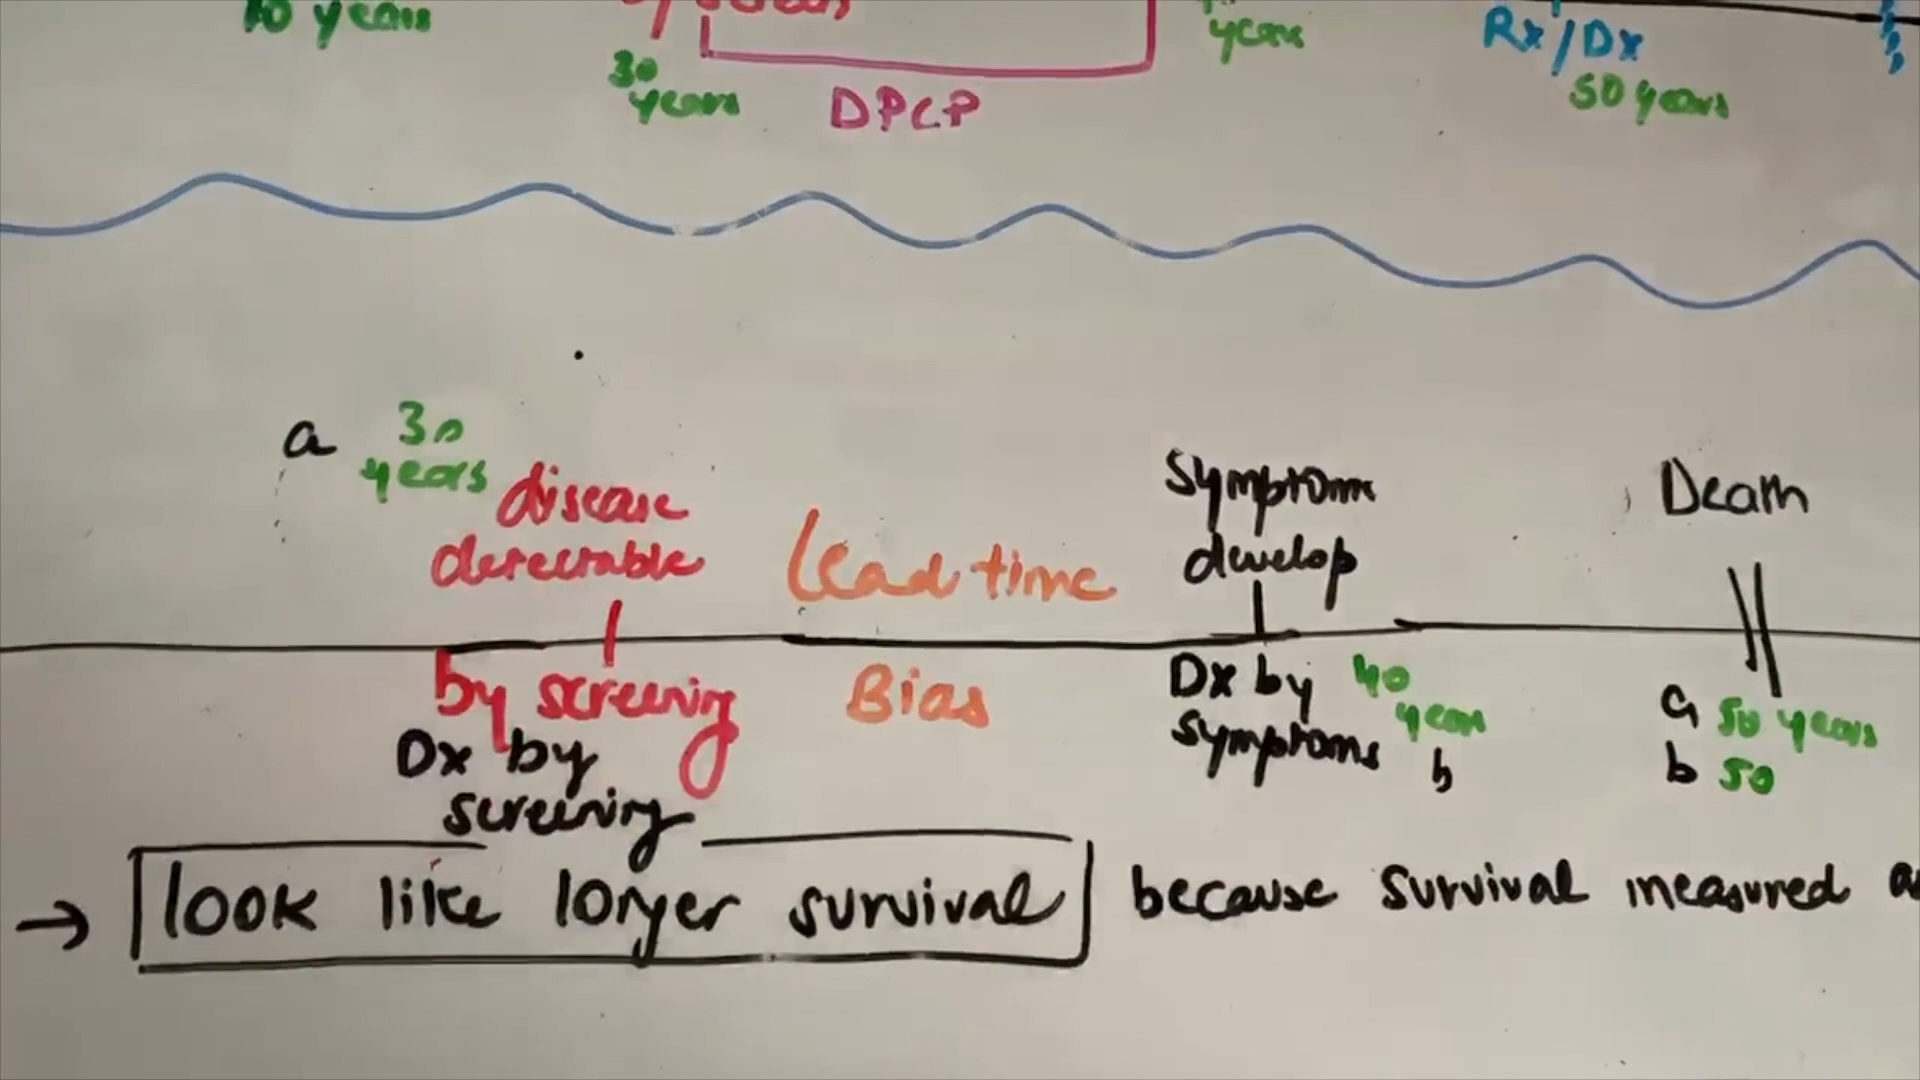 10 years
30
years
DPCP
years
Rx/Dx
50 years
a 30
years
disease
detectable
Lead time
Symptoms
develop
Death
by screening
Dx by
screening
Bias
Dx by 40
years
symptoms b
a 50 years
b 50
→ look like longer survival because survival measured